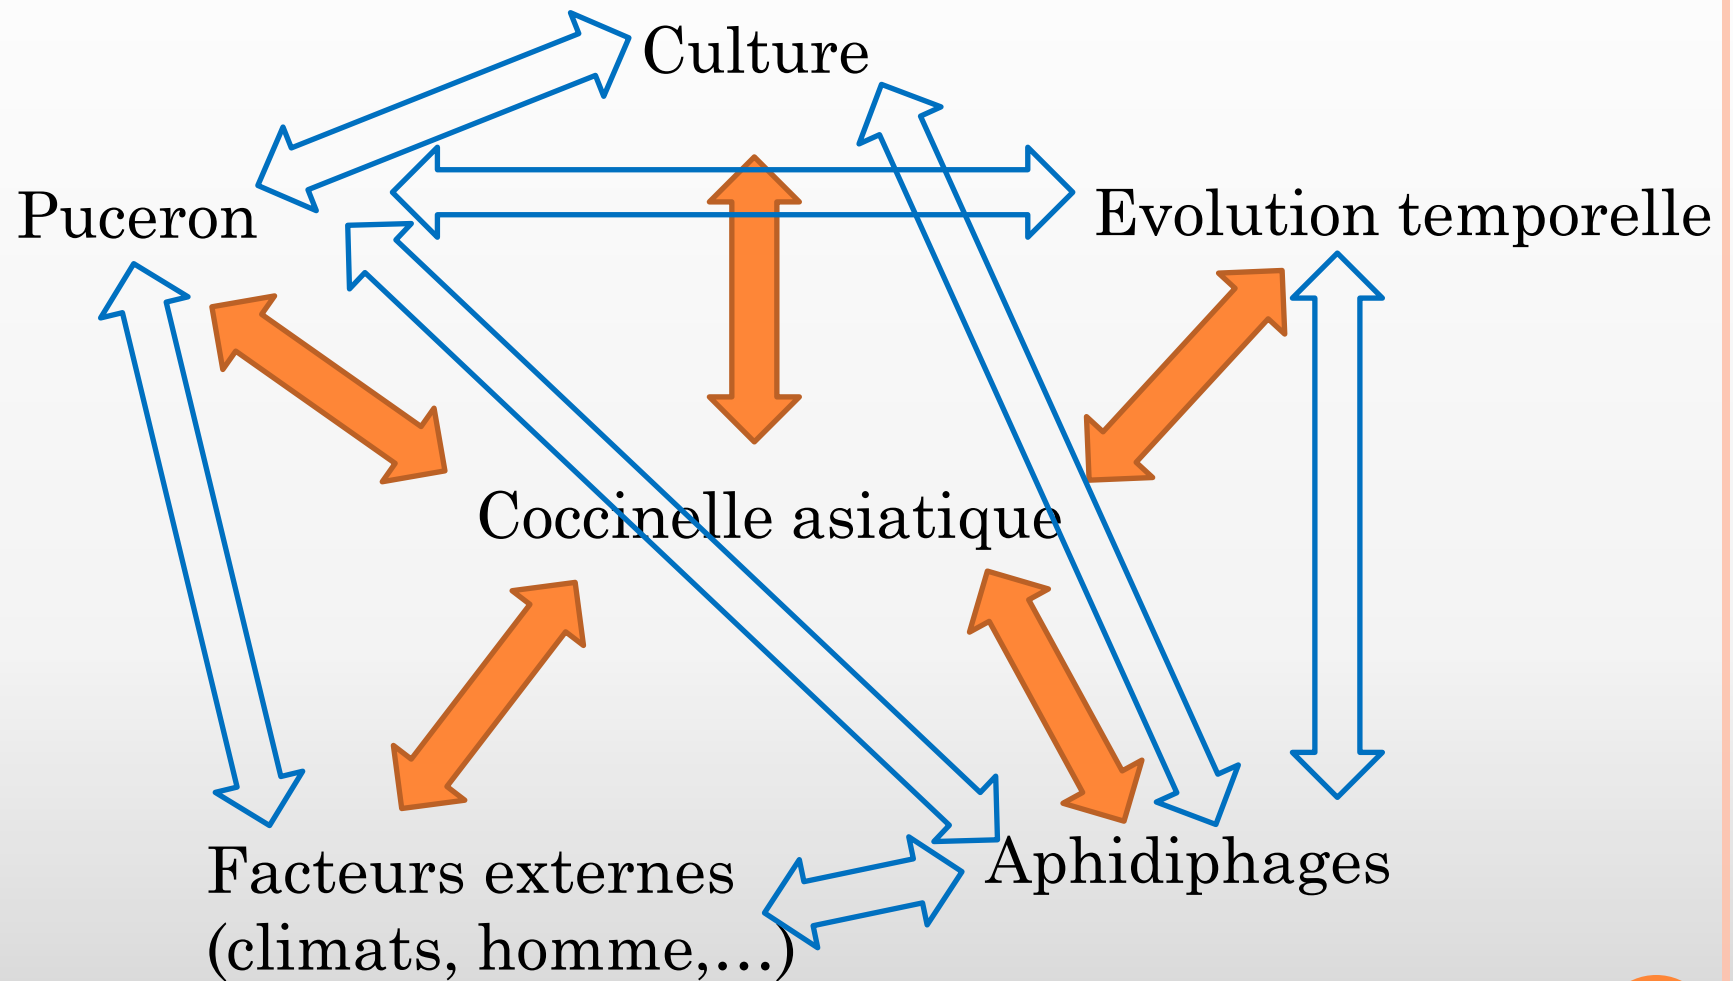 Culture
Puceron
Evolution temporelle
Coccinelle asiatique
Facteurs externes
(climats, homme,…)
Aphidiphages